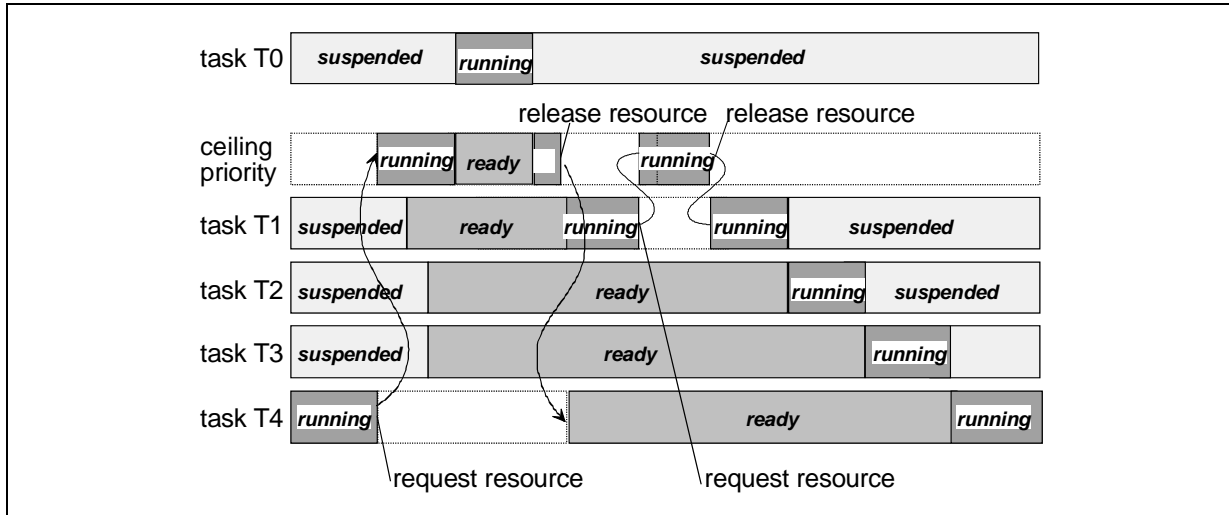 task T0 suspended running suspended
release resource release resource
ceiling priority running ready running
task T1 suspended ready running running suspended
task T2 suspended ready running suspended
task T3 suspended ready running
task T4 running ready running
request resource request resource